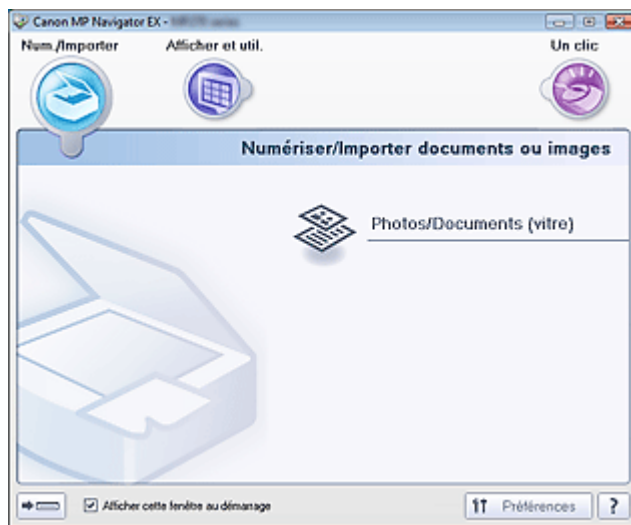 Canon MP Navigator EX -
Num./Importer
Afficher et util.
Un clic
Numériser/Importer documents ou images
Photos/Documents (vitre)
Afficher cette fenêtre au démarrage
Préférences
?